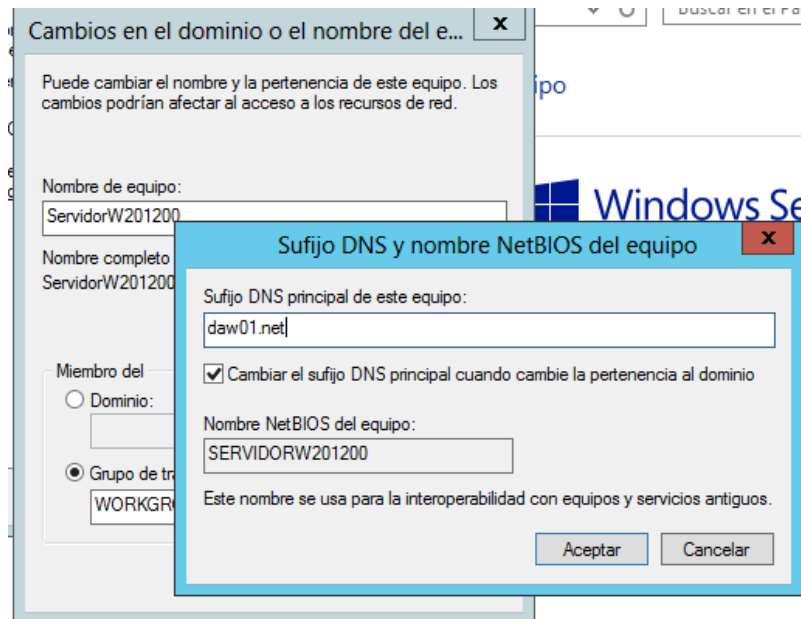 Cambios en el dominio o el nombre del e...
Buscar en el Pa
Puede cambiar el nombre y la pertenencia de este equipo. Los
cambios podrían afectar al acceso a los recursos de red.
ipo
Nombre de equipo:
ServidorW201200
Windows Se
Nombre completo
ServidorW201200
Miembro del
Dominio:
Grupo de tra
WORKGR
Sufijo DNS y nombre NetBIOS del equipo
Sufijo DNS principal de este equipo:
daw01.net
Cambiar el sufijo DNS principal cuando cambie la pertenencia al dominio
Nombre NetBIOS del equipo:
SERVIDORW201200
Este nombre se usa para la interoperabilidad con equipos y servicios antiguos.
Aceptar
Cancelar